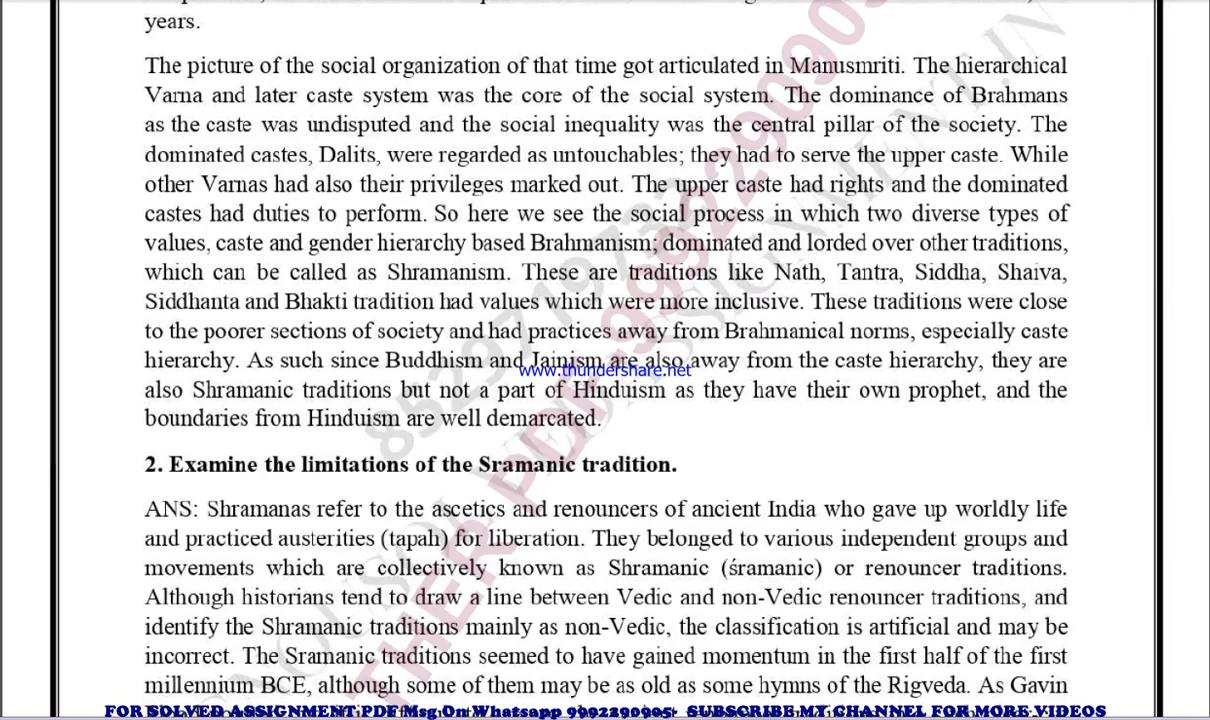 years.
The picture of the social organization of that time got articulated in Manusmriti. The hierarchical
Varna and later caste system was the core of the social system. The dominance of Brahmans
as the caste was undisputed and the social inequality was the central pillar of the society. The
dominated castes, Dalits, were regarded as untouchables; they had to serve the upper caste. While
other Varnas had also their privileges marked out. The upper caste had rights and the dominated
castes had duties to perform. So here we see the social process in which two diverse types of
values, caste and gender hierarchy based Brahmanism; dominated and lorded over other traditions,
which can be called as Shramanism. These are traditions like Nath, Tantra, Siddha, Shaiva,
Siddhanta and Bhakti tradition had values which were more inclusive. These traditions were close
to the poorer sections of society and had practices away from Brahmanical norms, especially caste
hierarchy. As such since Buddhism and Jainism are also away from the caste hierarchy, they are
www.thundershare.net
also Shramanic traditions but not a part of Hinduism as they have their own prophet, and the
boundaries from Hinduism are well demarcated.
2. Examine the limitations of the Sramanic tradition.
ANS: Shramanas refer to the ascetics and renouncers of ancient India who gave up worldly life
and practiced austerities (tapah) for liberation. They belonged to various independent groups and
movements which are collectively known as Shramanic (śramanic) or renouncer traditions.
Although historians tend to draw a line between Vedic and non-Vedic renouncer traditions, and
identify the Shramanic traditions mainly as non-Vedic, the classification is artificial and may be
incorrect. The Sramanic traditions seemed to have gained momentum in the first half of the first
millennium BCE, although some of them may be as old as some hymns of the Rigveda. As Gavin
FOR SOLVED ASSIGNMENT PDF Msg On Whatsapp 9992290905- SUBSCRIBE MY CHANNEL FOR MORE VIDEOS